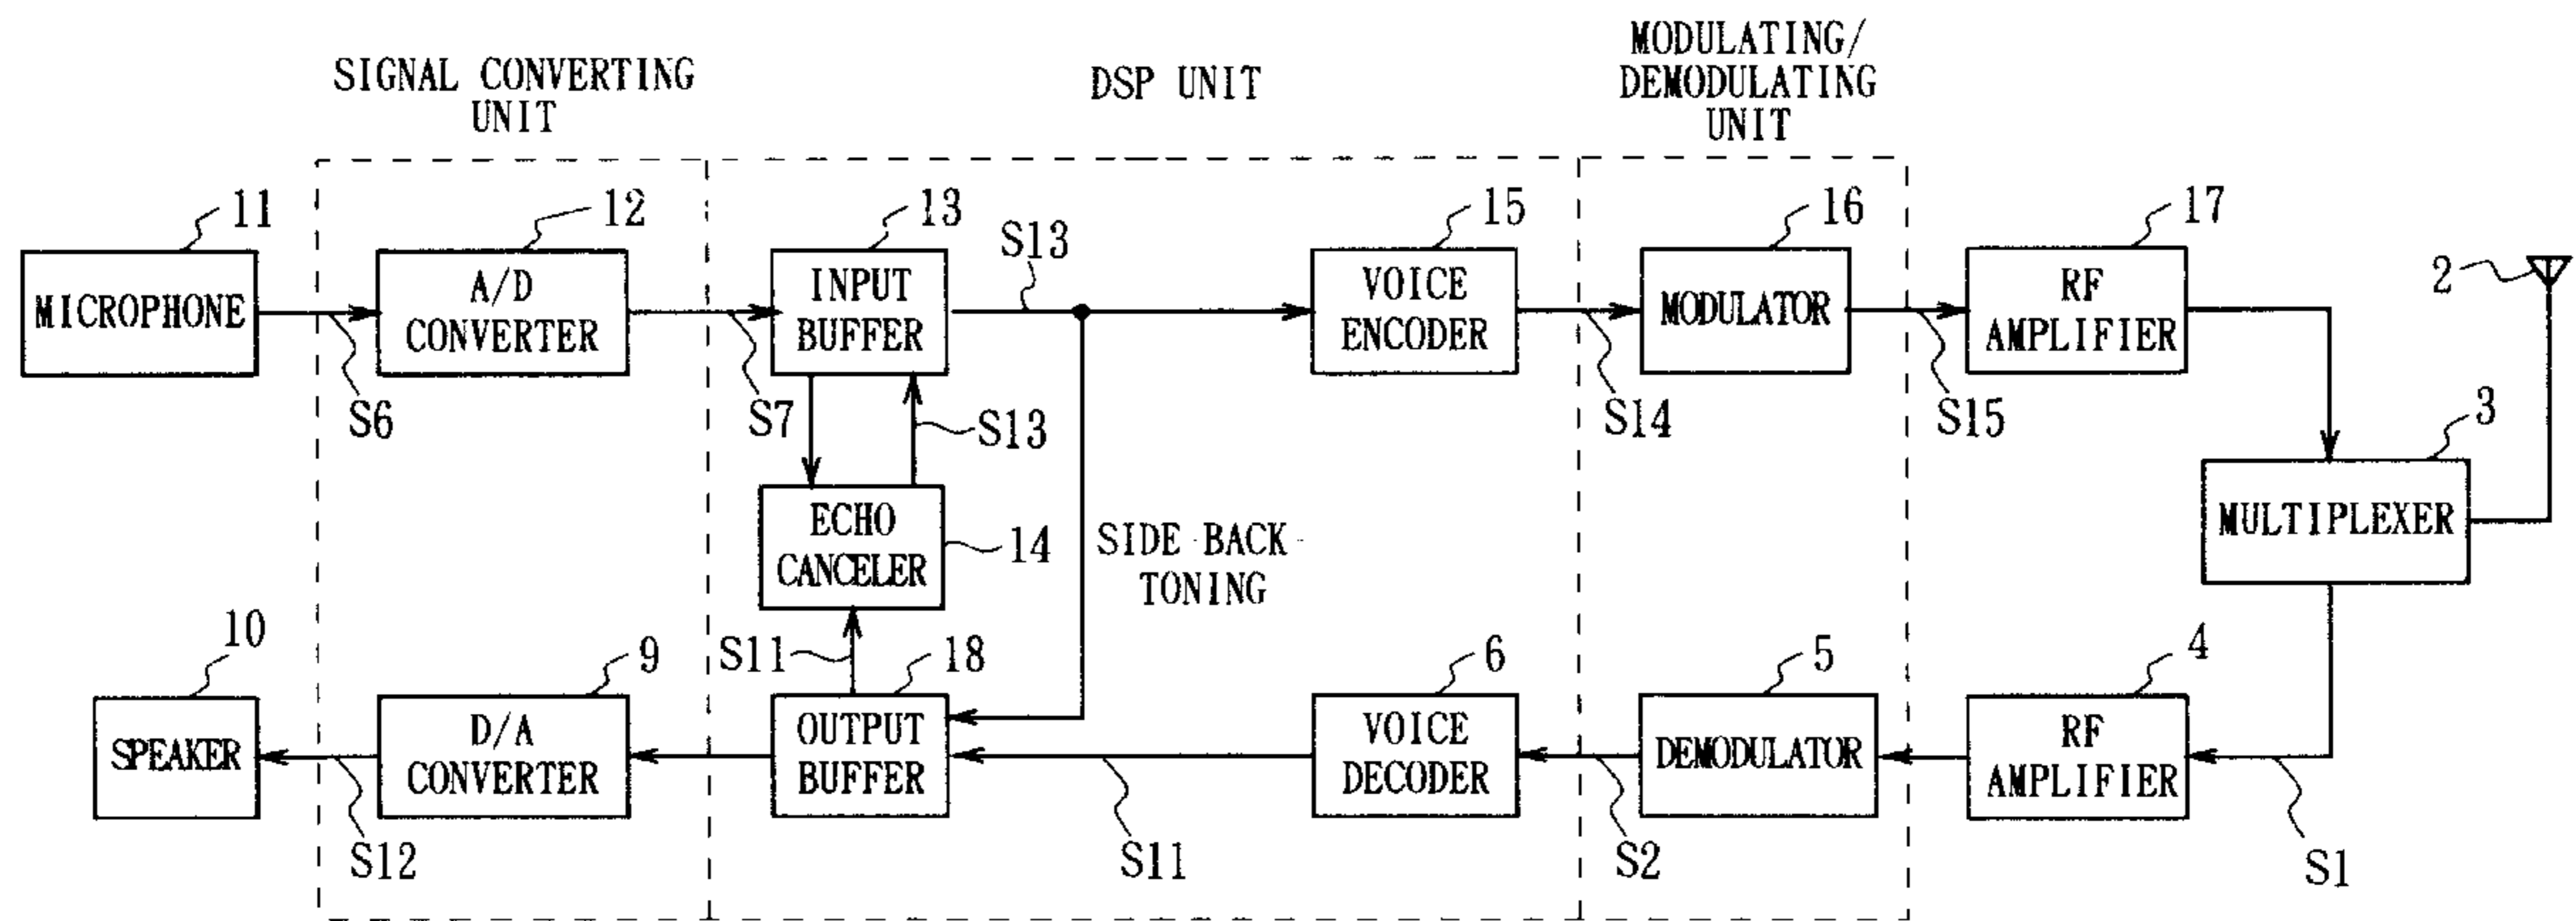 SIGNAL CONVERTING
UNIT
DSP UNIT
MODULATING/
DEMODULATING
UNIT
11
12
13
S13
15
16
17
2
MICROPHONE
A/D
CONVERTER
INPUT
BUFFER
VOICE
ENCODER
MODULATOR
RF
AMPLIFIER
S6
S7
S13
S14
S15
3
ECHO
CANCELER
14
SIDE BACK
TONING
MULTIPLEXER
10
9
S11
18
6
5
4
SPEAKER
D/A
CONVERTER
OUTPUT
BUFFER
VOICE
DECODER
DEMODULATOR
RF
AMPLIFIER
S12
S11
S2
S1